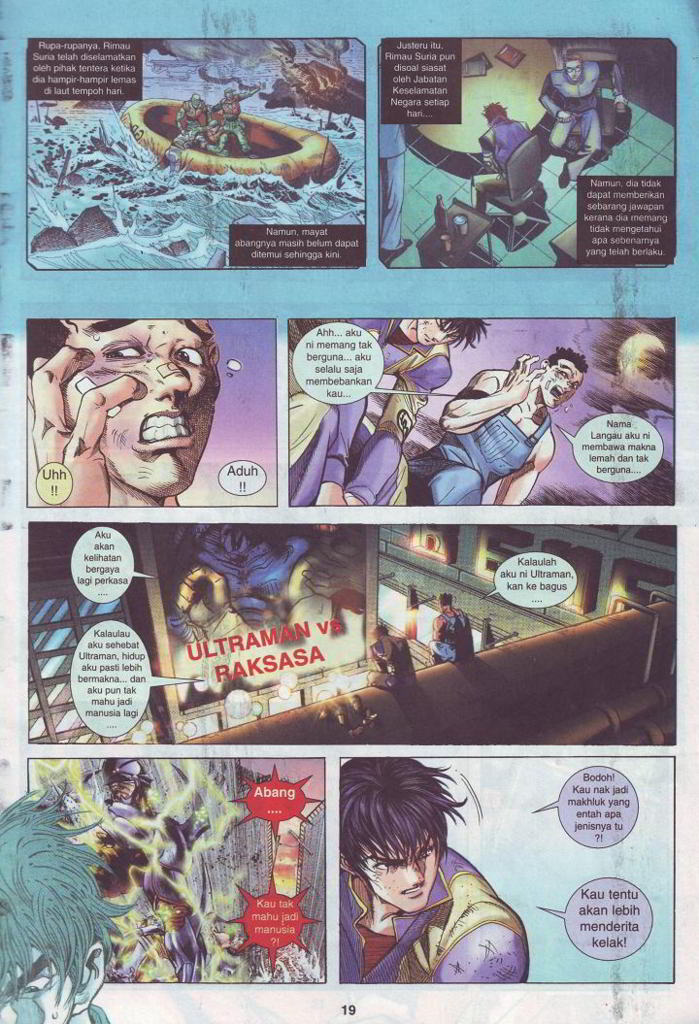 Rupa-rupanya, Rimau
Suria telah diselamatkan
oleh pihak tentera ketika
dia hampir-hampir lemas
di laut tempoh hari.
Namun, mayat
abangnya masih belum dapat
ditemui sehingga kini.
Justeru itu,
Rimau Suria pun
disoal siasat
oleh Jabatan
Keselamatan
Negara setiap
hari....
Namun, dia tidak
dapat memberikan
sebarang jawapan
kerana dia memang
tidak mengetahui
apa sebenarnya
yang telah berlaku.
Uhh
!!
Aduh
!!
Ahh... aku
ni memang tak
berguna... aku
selalu saja
membebankan
kau...
Nama
Langau aku ni
membawa makna
lemah dan tak
berguna....
Aku
akan
kelihatan
bergaya
lagi perkasa
....
Kalaulau
aku sehebat
Ultraman, hidup
aku pasti lebih
bermakna... dan
aku pun tak
mahu jadi
manusia lagi
....
ULTRAMAN vs
RAKSASA
Kalaulah
aku ni Ultraman,
kan ke bagus
....
Abang
....
Kau tak
mahu jadi
manusia
?!
Bodoh!
Kau nak jadi
makhluk yang
entah apa
jenisnya tu
?!
Kau tentu
akan lebih
menderita
kelak!
19